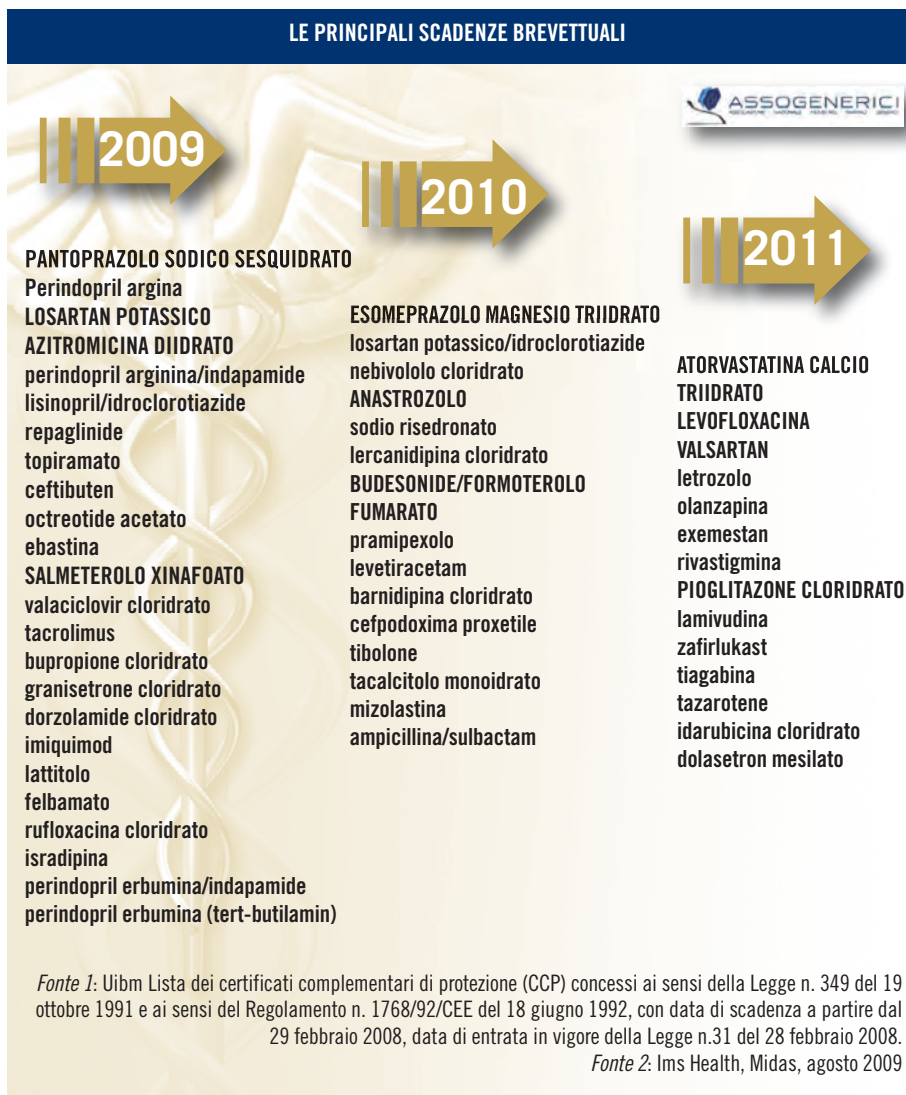 LE PRINCIPALI SCADENZE BREVETTUALI
ASSOGENERICI
2009
PANTOPRAZOLO SODICO SESQUIDRATO
Perindopril argina
LOSARTAN POTASSICO
AZITROMICINA DIIDRATO
perindopril arginina/indapamide
lisinopril/idroclorotiazide
repaglinide
topiramato
ceftibuten
octreotide acetato
ebastina
SALMETEROLO XINAFOATO
valaciclovir cloridrato
tacrolimus
bupropione cloridrato
granisetrone cloridrato
dorzolamide cloridrato
imiquimod
lattitolo
felbamato
rufloxacina cloridrato
isradipina
perindopril erbumina/indapamide
perindopril erbumina (tert-butilamin)
2010
ESOMEPRAZOLO MAGNESIO TRIIDRATO
losartan potassico/idroclorotiazide
nebivololo cloridrato
ANASTROZOLO
sodio risedronato
lercanidipina cloridrato
BUDESONIDE/FORMOTEROLO
FUMARATO
pramipexolo
levetiracetam
barnidipina cloridrato
cefpodoxima proxetile
tibolone
tacalcitolo monoidrato
mizolastina
ampicillina/sulbactam
2011
ATORVASTATINA CALCIO
TRIIDRATO
LEVOFLOXACINA
VALSARTAN
letrozolo
olanzapina
exemestan
rivastigmina
PIOGLITAZONE CLORIDRATO
lamivudina
zafirlukast
tiagabina
tazarotene
idarubicina cloridrato
dolasetron mesilato
Fonte 1: Uibm Lista dei certificati complementari di protezione (CCP) concessi ai sensi della Legge n. 349 del 19
ottobre 1991 e ai sensi del Regolamento n. 1768/92/CEE del 18 giugno 1992, con data di scadenza a partire dal
29 febbraio 2008, data di entrata in vigore della Legge n.31 del 28 febbraio 2008.
Fonte 2: Ims Health, Midas, agosto 2009